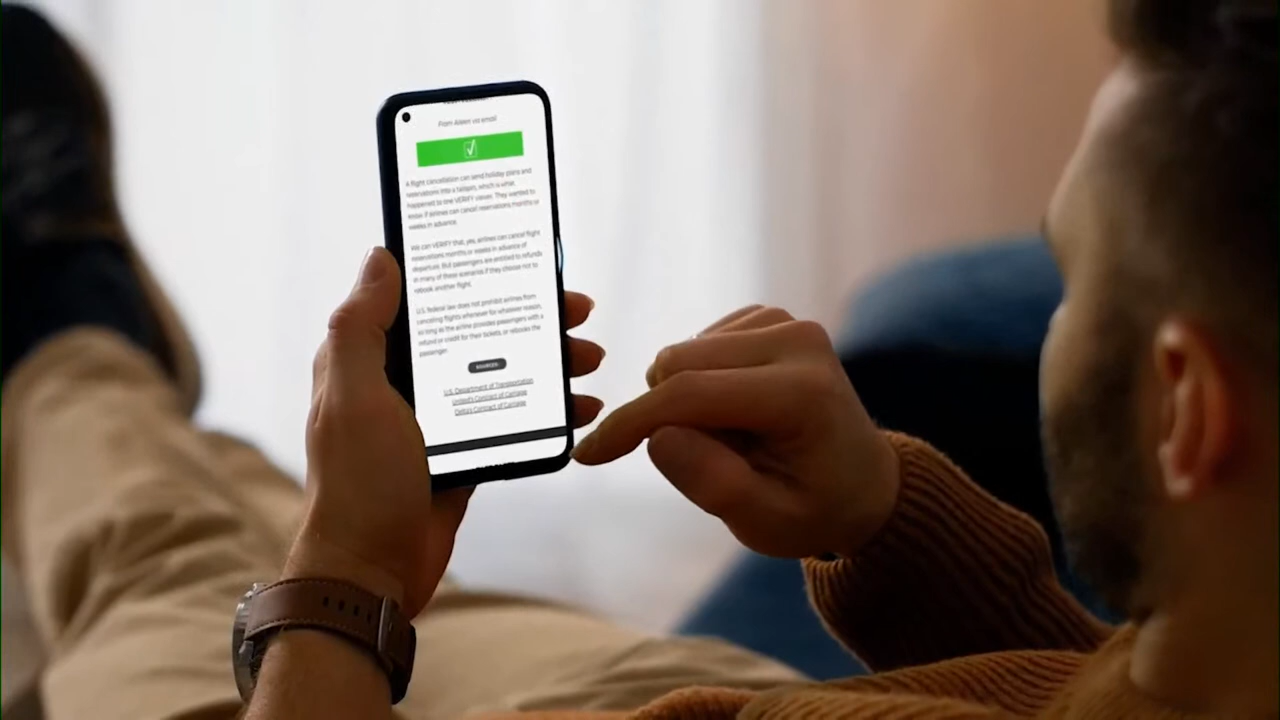 From Aideen via email
A flight cancellation can send holiday plans and
reservations into a tailspin, which is what
happened to one VERIFY viewer. They wanted to
know if airlines can cancel reservations months or
weeks in advance.
We can VERIFY that, yes, airlines can cancel flight
reservations months or weeks in advance of
departure. But passengers are entitled to refunds
in many of these scenarios if they choose not to
rebook another flight.
U.S. federal law does not prohibit airlines from
canceling flights whenever for whatever reason,
so long as the airline provides passengers with a
refund or credit for their tickets, or rebooks the
passenger.
SOURCES
U.S. Department of Transportation
United's Contract of Carriage
Delta's Contract of Carriage